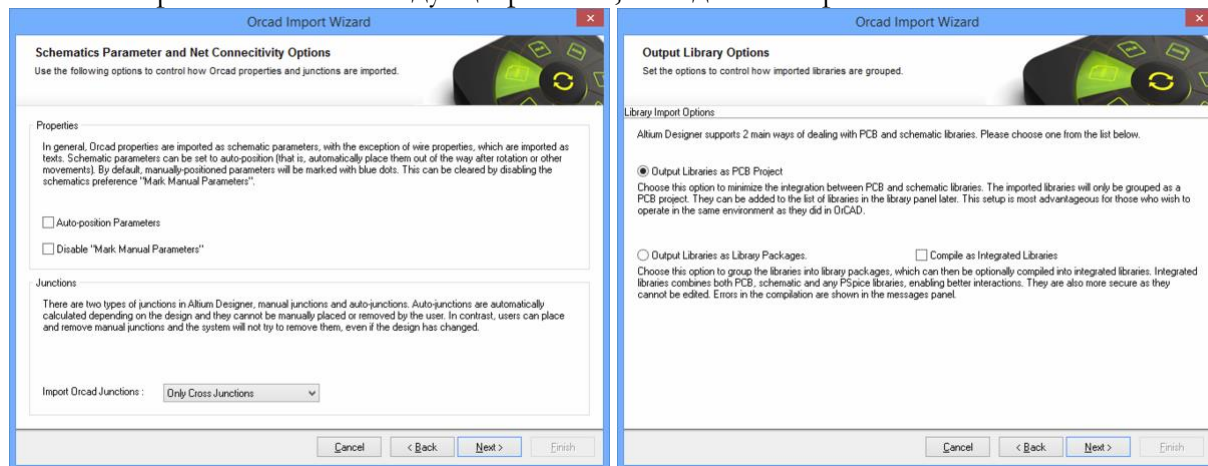 Orcad Import Wizard
Schematics Parameter and Net Connecitivity Options
Use the following options to control how Orcad properties and junctions are imported.
Properties
In general, Orcad properties are imported as schematic parameters, with the exception of wire properties, which are imported as
texts. Schematic parameters can be set to auto-position (that is, automatically place them out of the way after rotation or other
movements). By default, manually-positioned parameters will be marked with blue dots. This can be cleared by disabling the
schematics preference "Mark Manual Parameters".
Auto-position Parameters
Disable "Mark Manual Parameters"
Junctions
There are two types of junctions in Altium Designer, manual junctions and auto-junctions. Auto-junctions are automatically
calculated depending on the design and they cannot be manually placed or removed by the user. In contrast, users can place
and remove manual junctions and the system will not try to remove them, even if the design has changed.
Import Orcad Junctions : Only Cross Junctions
Cancel < Back Next > Finish
Orcad Import Wizard
Output Library Options
Set the options to control how imported libraries are grouped.
Library Import Options
Altium Designer supports 2 main ways of dealing with PCB and schematic libraries. Please choose one from the list below.
Output Libraries as PCB Project
Choose this option to minimize the integration between PCB and schematic libraries. The imported libraries will only be grouped as a
PCB project. They can be added to the list of libraries in the library panel later. This setup is most advantageous for those who wish to
operate in the same environment as they did in OrCAD.
Output Libraries as Library Packages. Compile as Integrated Libraries
Choose this option to group the libraries into library packages, which can then be optionally compiled into integrated libraries. Integrated
libraries combines both PCB, schematic and any PSpice libraries, enabling better interactions. They are also more secure as they
cannot be edited. Errors in the compilation are shown in the messages panel.
Cancel < Back Next > Finish